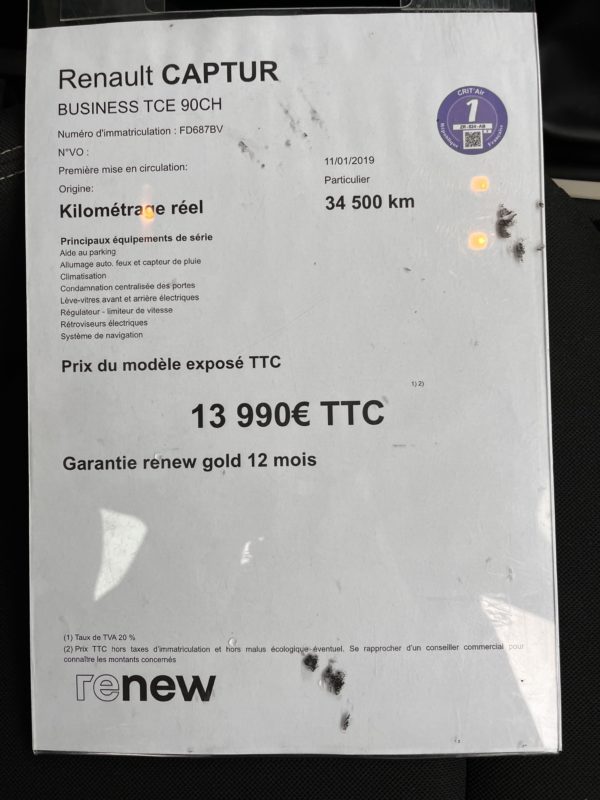 Renault CAPTUR
BUSINESS TCE 90CH
CRIT'Air
1
République
Française
Numéro d'immatriculation : FD687BV
N°VO :
Première mise en circulation:
11/01/2019
Origine:
Particulier
Kilométrage réel
34 500 km
Principaux équipements de série
Aide au parking
Allumage auto. feux et capteur de pluie
Climatisation
Condamnation centralisée des portes
Lève-vitres avant et arrière électriques
Régulateur - limiteur de vitesse
Rétroviseurs électriques
Système de navigation
Prix du modèle exposé TTC
1) 2)
13 990€ TTC
Garantie renew gold 12 mois
(1) Taux de TVA 20 %
(2) Prix TTC hors taxes d'immatriculation et hors malus écologique éventuel. Se rapprocher d'un conseiller commercial pour
connaître les montants concernés
renew